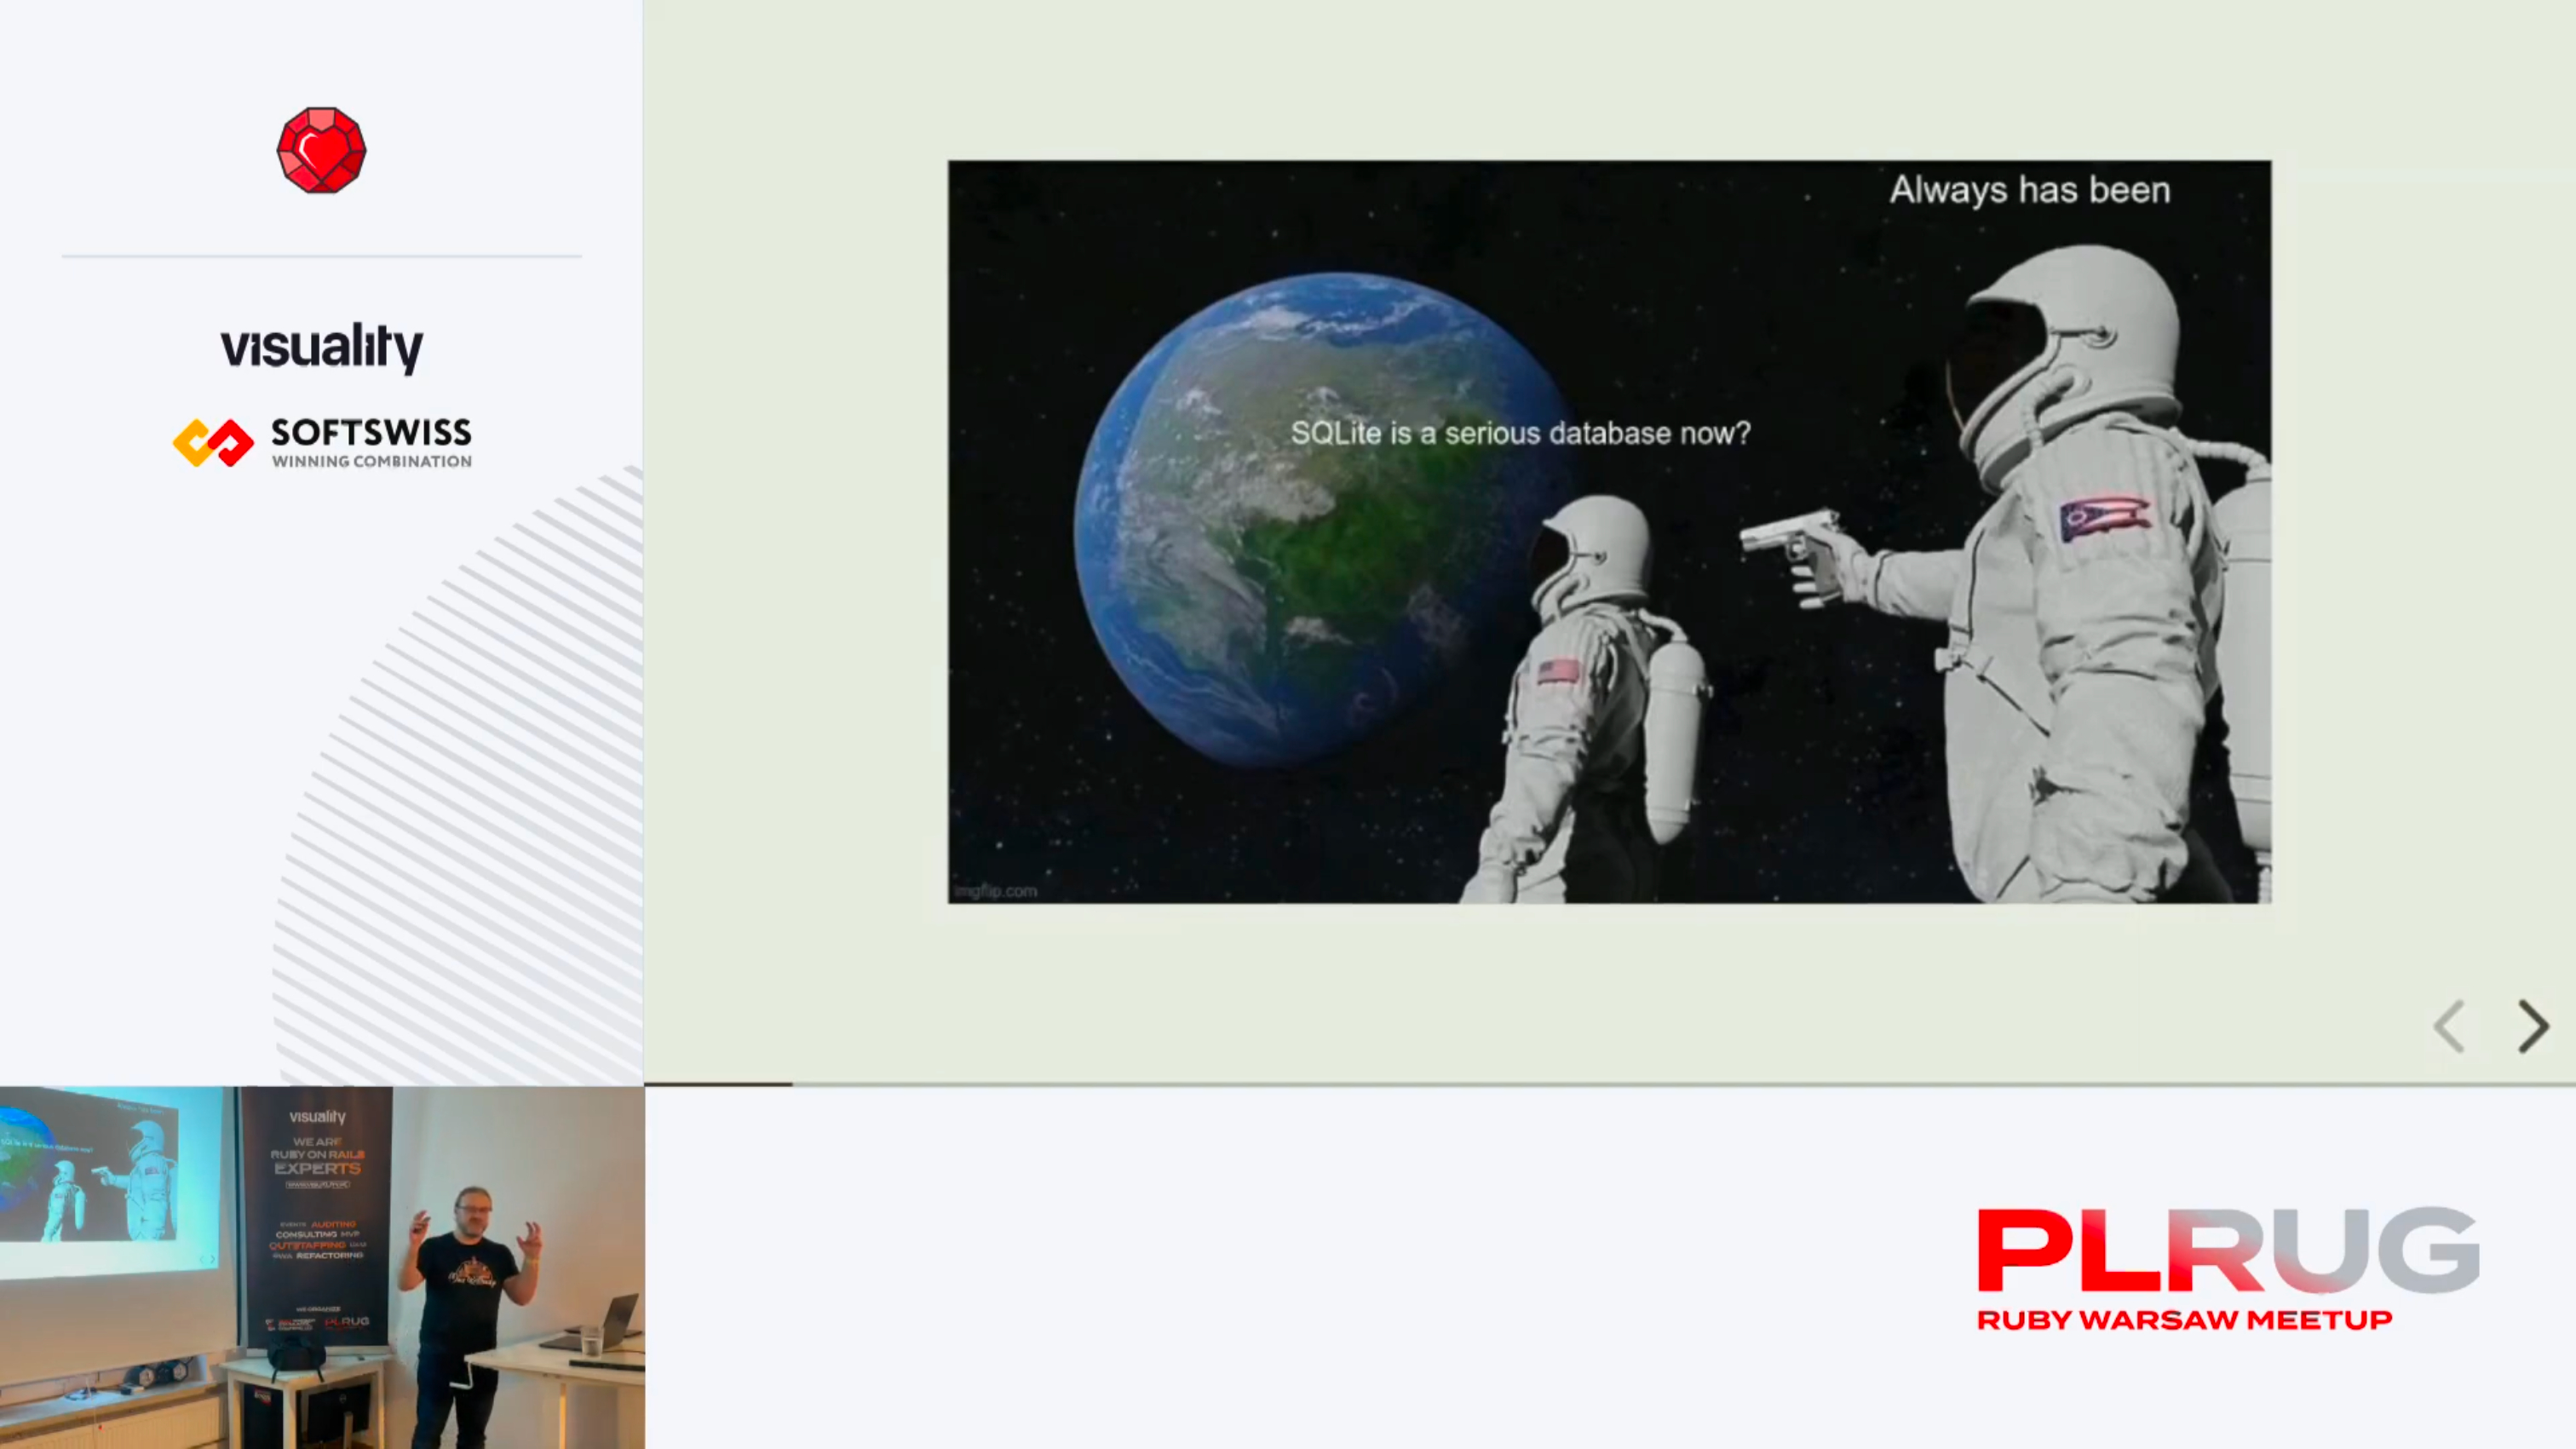 visuality
SOFTSWISS
WINNING COMBINATION
Always has been
SQLite is a serious database now?
imgflip.com
visuality
WE ARE
RUBY ON RAILS
EXPERTS
EVENTS AUDITING
CONSULTING MVP
OUTSTAFFING
REFACTORING
PLRUG
PLRUG
RUBY WARSAW MEETUP